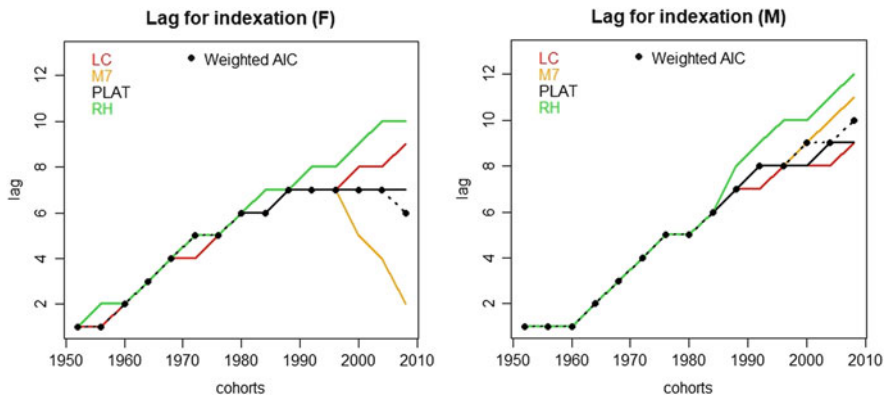 Lag for indexation (F)
LC
M7
PLAT
RH
Weighted AIC
lag
12
10
8
6
4
2
1950 1960 1970 1980 1990 2000 2010
cohorts
Lag for indexation (M)
LC
M7
PLAT
RH
Weighted AIC
lag
12
10
8
6
4
2
1950 1960 1970 1980 1990 2000 2010
cohorts